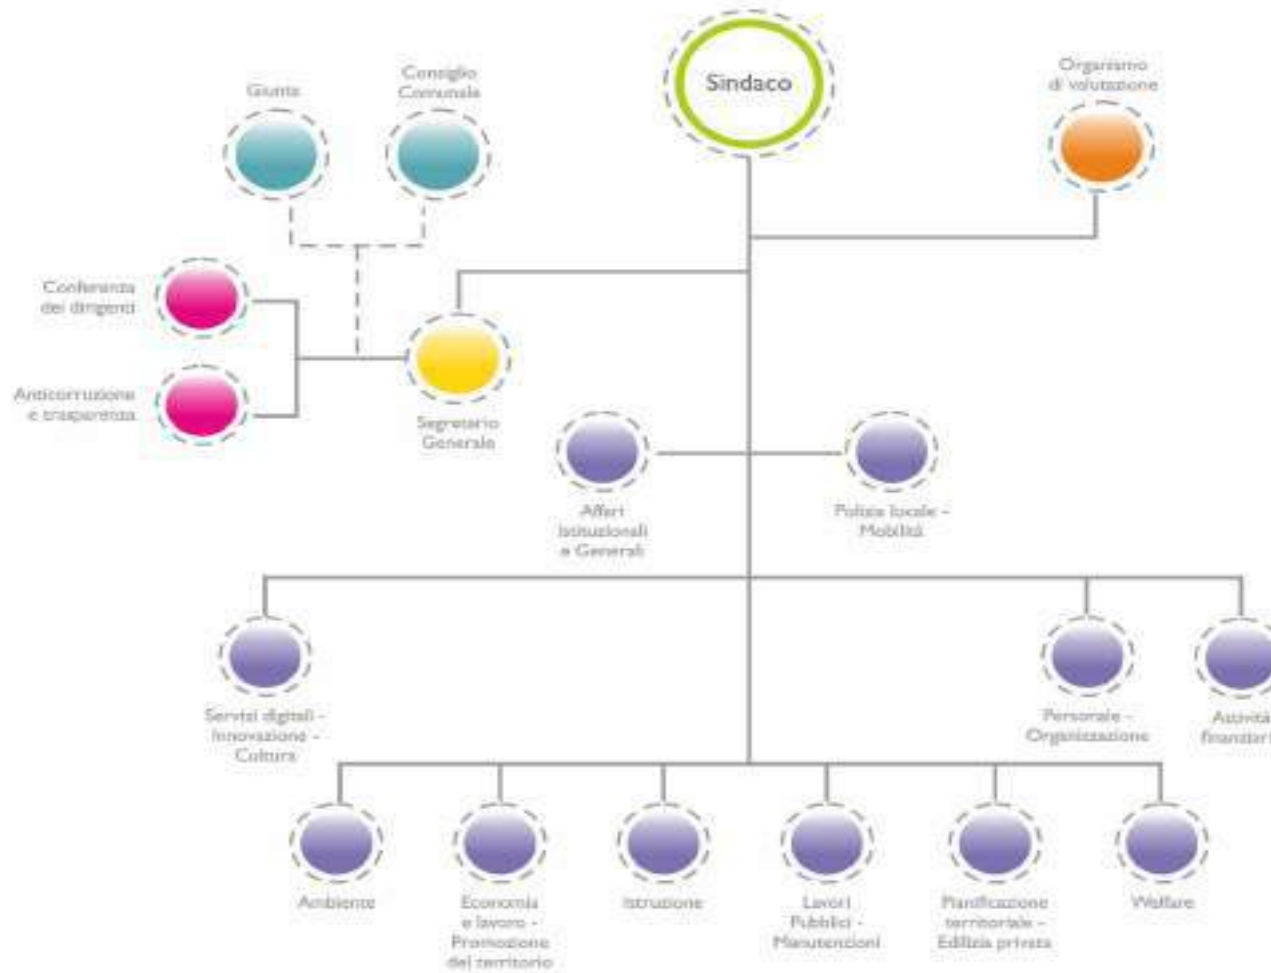 Sindaco
Giunta
Consiglio
Comunale
Organismo
di valutazione
Conferenza
dei dirigenti
Anticorruzione
e trasparenza
Segretario
Generale
Affari
Istituzionali
e Generali
Polizia locale -
Mobilità
Servizi digitali -
Innovazione -
Cultura
Personale -
Organizzazione
Attività
finanziari
Ambiente
Economia
e lavoro -
Promozione
del territorio
Istruzione
Lavori
Pubblici -
Manutenzioni
Pianificazione
territoriale -
Edilizia privata
Welfare